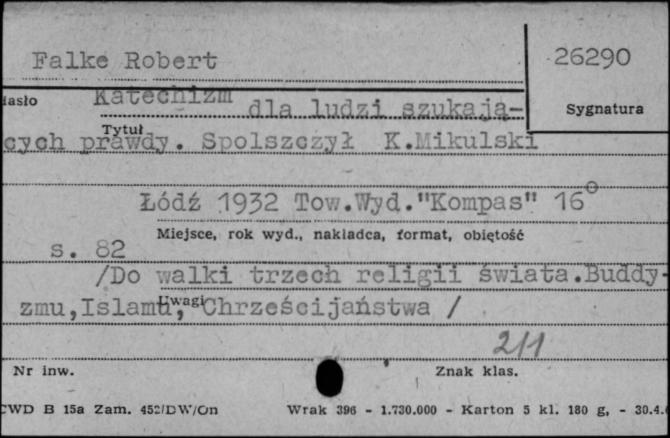 Falke Robert
26290
Hasło
Katechizm dla ludzi szukają-
Sygnatura
Tytuł
cych prawdy. Spolszczył K.Mikulski
Łódź 1932 Tow.Wyd."Kompas" 16°
Miejsce, rok wyd., nakładca, format, objętość
s. 82
/Do walki trzech religii świata.Buddy-
Uwagi
zmu,Islamu, Chrześcijaństwa /
2/1
Nr inw.
Znak klas.
CWD B 15a Zam. 452/DW/On Wrak 396 - 1.730.000 - Karton 5 kl. 180 g, - 30.4.